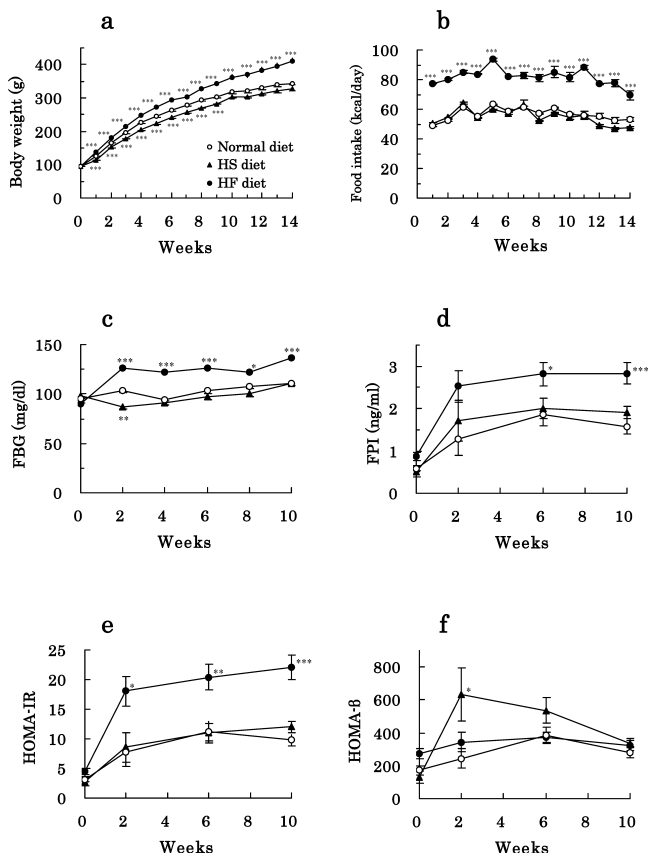 a
Body weight (g)
400
300
200
100
0
*** *** *** *** *** *** *** *** *** *** *** *** *** ***
*** *** *** *** *** *** *** *** ***
Normal diet
HS diet
HF diet
0 2 4 6 8 10 12 14
Weeks
b
Food intake (kcal/day)
100
80
60
40
20
0
*** *** *** *** *** *** *** *** *** *** *** *** *** ***
0 2 4 6 8 10 12 14
Weeks
c
FBG (mg/dl)
150
100
50
0
*** *** *** * ***
**
0 2 4 6 8 10
Weeks
d
FPI (ng/ml)
3
2
1
0
* ***
0 2 4 6 8 10
Weeks
e
HOMA-IR
25
20
15
10
5
0
* ** ***
0 2 4 6 8 10
Weeks
f
HOMA-ß
800
600
400
200
0
*
0 2 4 6 8 10
Weeks